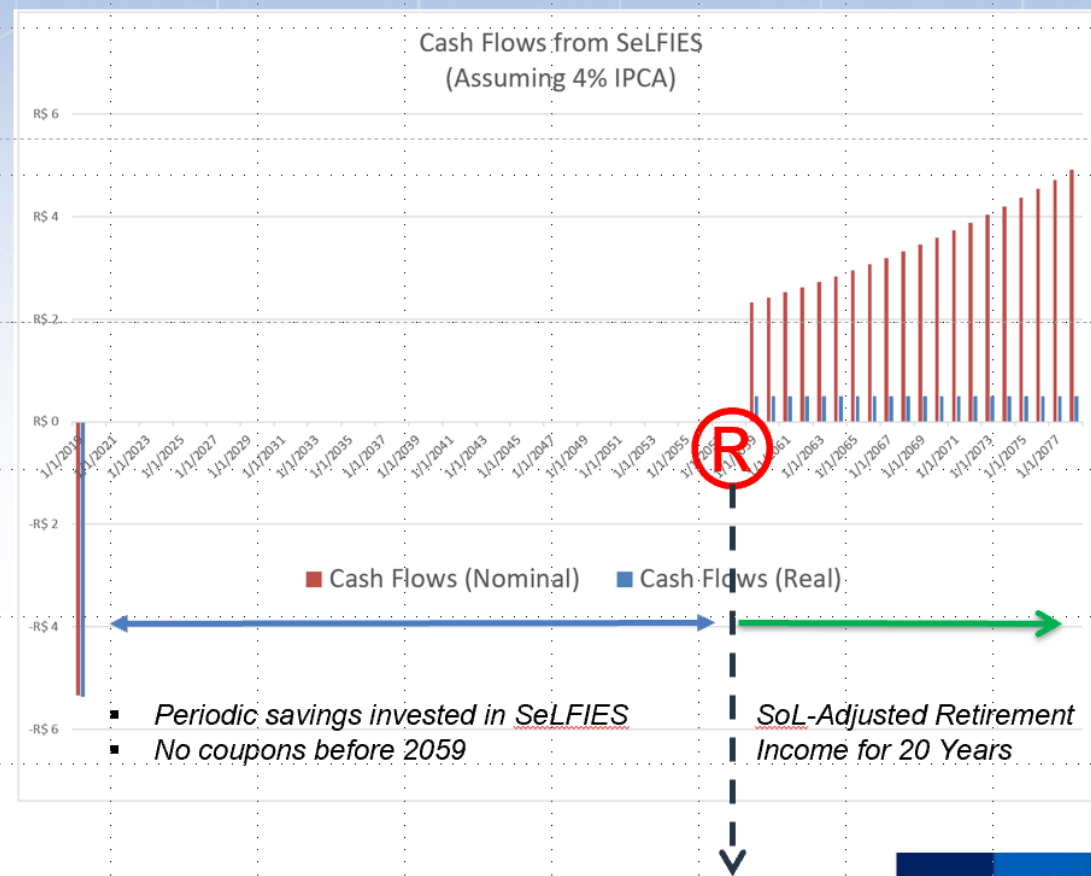 Cash Flows from SeLFIES
(Assuming 4% IPCA)
R$ 6
R$ 4
R$ 2
R$ 0
-R$ 2
-R$ 4
-R$ 6
1/1/2019
1/1/2021
1/1/2023
1/1/2025
1/1/2027
1/1/2029
1/1/2031
1/1/2033
1/1/2035
1/1/2037
1/1/2039
1/1/2041
1/1/2043
1/1/2045
1/1/2047
1/1/2049
1/1/2051
1/1/2053
1/1/2055
1/1/2059
1/1/2061
1/1/2063
1/1/2065
1/1/2067
1/1/2069
1/1/2071
1/1/2073
1/1/2075
1/1/2077
R
Cash Flows (Nominal) Cash Flows (Real)
▪ Periodic savings invested in SeLFIES
▪ No coupons before 2059
SoL-Adjusted Retirement
Income for 20 Years